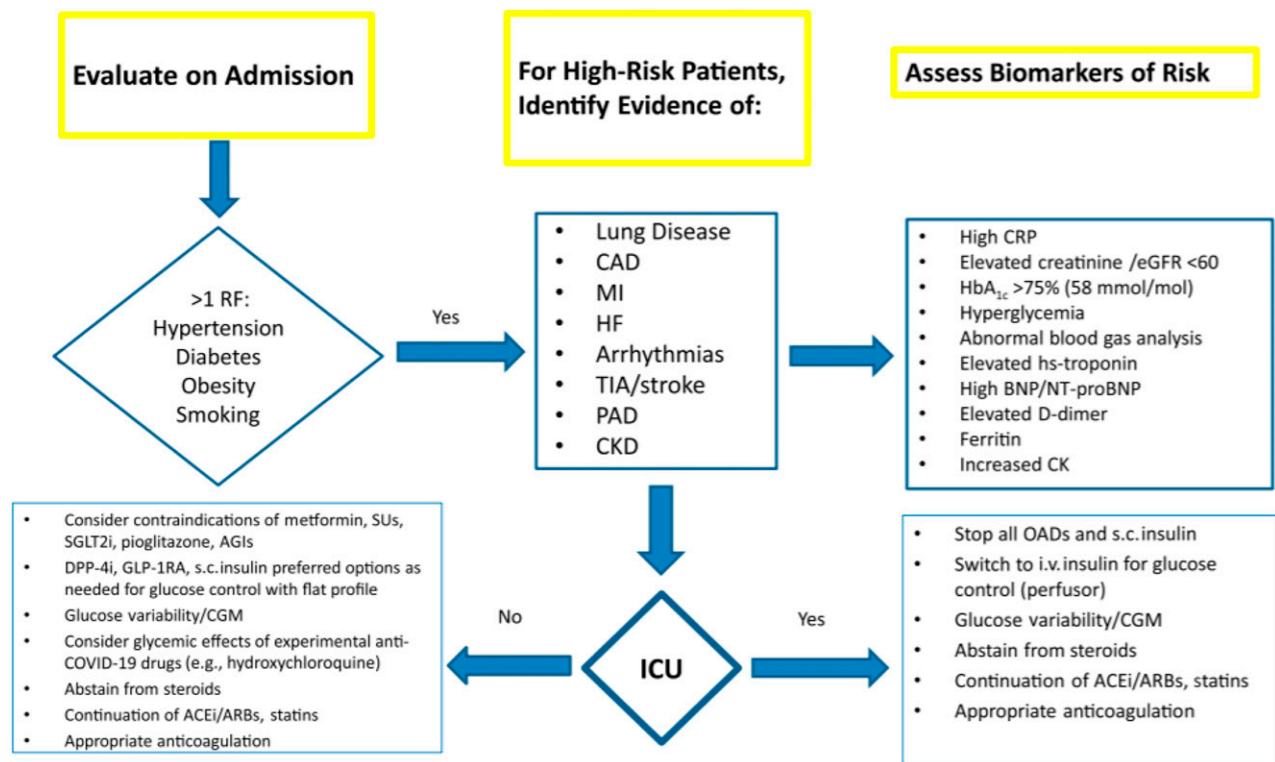 Evaluate on Admission
For High-Risk Patients,
Identify Evidence of:
Assess Biomarkers of Risk
>1 RF:
Hypertension
Diabetes
Obesity
Smoking
Yes
• Lung Disease
• CAD
• MI
• HF
• Arrhythmias
• TIA/stroke
• PAD
• CKD
• High CRP
• Elevated creatinine /eGFR <60
• HbA1c >75% (58 mmol/mol)
• Hyperglycemia
• Abnormal blood gas analysis
• Elevated hs-troponin
• High BNP/NT-proBNP
• Elevated D-dimer
• Ferritin
• Increased CK
• Consider contraindications of metformin, SUs,
SGLT2i, pioglitazone, AGIs
• DPP-4i, GLP-1RA, s.c.insulin preferred options as
needed for glucose control with flat profile
• Glucose variability/CGM
• Consider glycemic effects of experimental anti-
COVID-19 drugs (e.g., hydroxychloroquine)
• Abstain from steroids
• Continuation of ACEi/ARBs, statins
• Appropriate anticoagulation
No
ICU
Yes
• Stop all OADs and s.c.insulin
• Switch to i.v.insulin for glucose
control (perfusor)
• Glucose variability/CGM
• Abstain from steroids
• Continuation of ACEi/ARBs, statins
• Appropriate anticoagulation